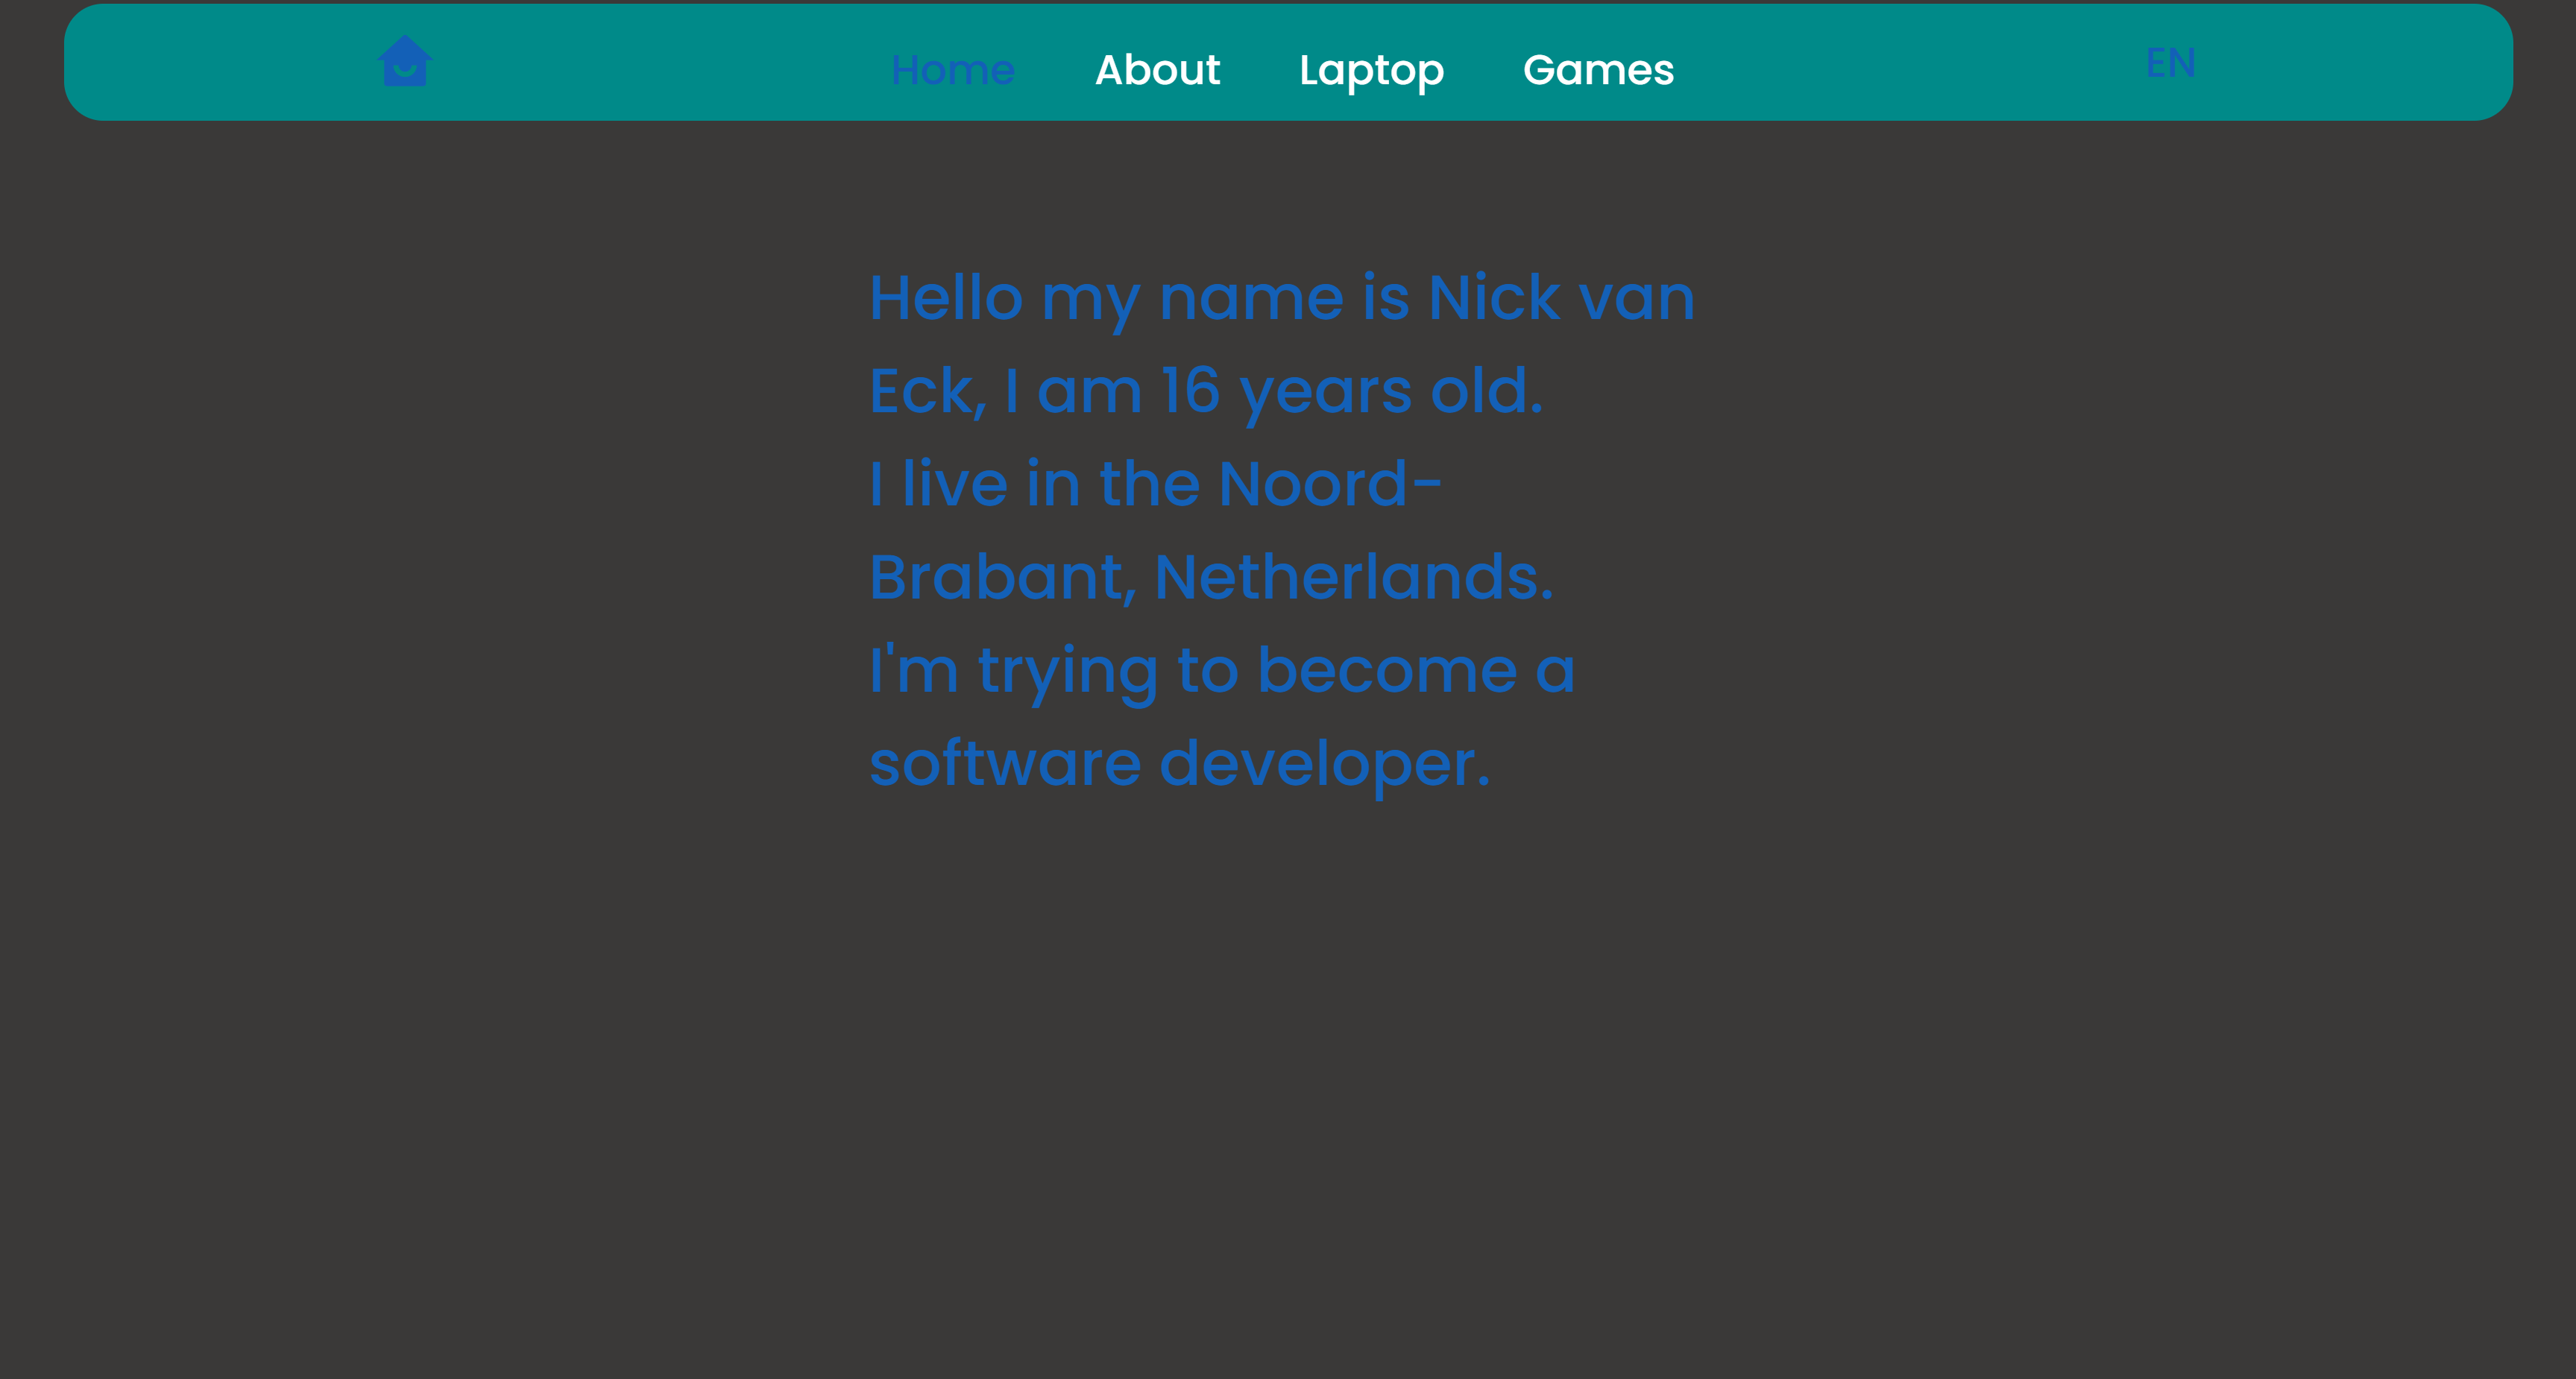 Home About Laptop Games EN
Hello my name is Nick van
Eck, I am 16 years old.
I live in the Noord-
Brabant, Netherlands.
I'm trying to become a
software developer.